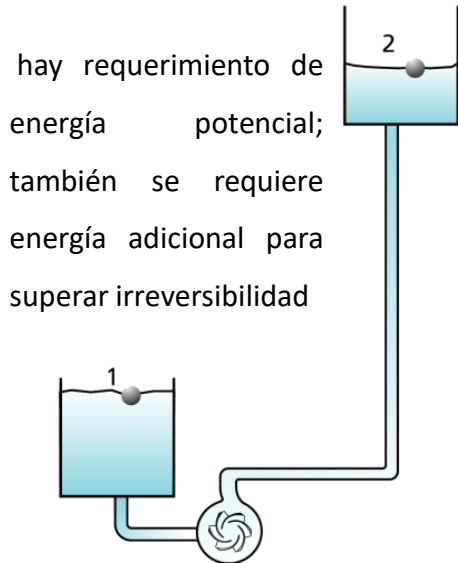 hay requerimiento de
energía potencial;
también se requiere
energía adicional para
superar irreversibilidad
2
1